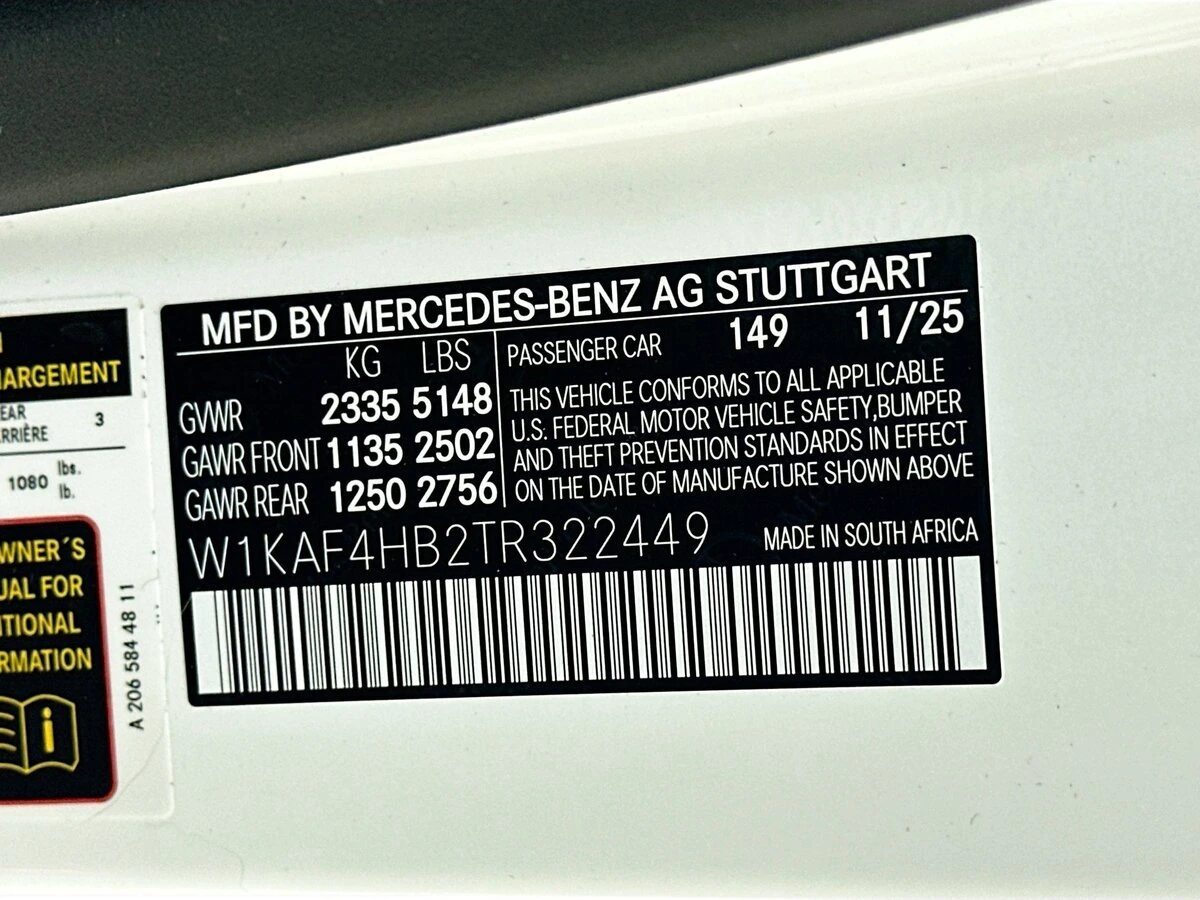 MFD BY MERCEDES-BENZ AG STUTTGART
KG LBS
GVWR 2335 5148
GAWR FRONT 1135 2502
GAWR REAR 1250 2756
PASSENGER CAR 149 11/25
THIS VEHICLE CONFORMS TO ALL APPLICABLE
U.S. FEDERAL MOTOR VEHICLE SAFETY,BUMPER
AND THEFT PREVENTION STANDARDS IN EFFECT
ON THE DATE OF MANUFACTURE SHOWN ABOVE
W1KAF4HB2TR322449 MADE IN SOUTH AFRICA
HARGEMENT
EAR 3
RRIÈRE
1080 lbs.
lb.
WNER´S
UAL FOR
ITIONAL
RMATION
A 206 584 48 11